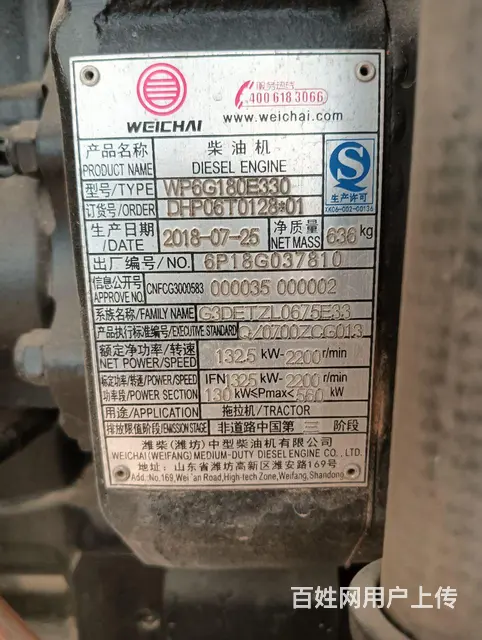 WEICHAI
服务热线
400 618 3066
www.weichai.com
产品名称
PRODUCT NAME
柴油机
DIESEL ENGINE
型号/TYPE WP6G180E330
订货号/ORDER DHP06T0128*01
生产日期
/DATE
2018-07-25
净质量
NET MASS
636 kg
生产许可
XK06-002-00136
出厂编号/NO. 6P18G037810
信息公开号
APPROVE NO.
CNFCG3000583 000035 000002
系族名称/FAMILY NAME G3DETZL0675E33
产品执行标准编号/EXECUTIVE STANDARD Q/0700ZCG013
额定净功率/转速
NET POWER/SPEED
132.5 kW-2200r/min
标定功率/转速/POWER/SPEED IFN132.5 kW-2200r/min
功率段/POWER SECTION 130 kW≤Pmax<560 kW
用途/APPLICATION 拖拉机/TRACTOR
排放限值阶段/EMISSION STAGE 非道路中国第 三 阶段
潍柴(潍坊)中型柴油机有限公司
WEICHAI(WEIFANG) MEDIUM-DUTY DIESEL ENGINE CO., LTD.
地址:山东省潍坊高新区潍安路169号
Add.:No.169,Wei'an Road,High-tech Zone,Weifang,Shandong
百姓网用户上传